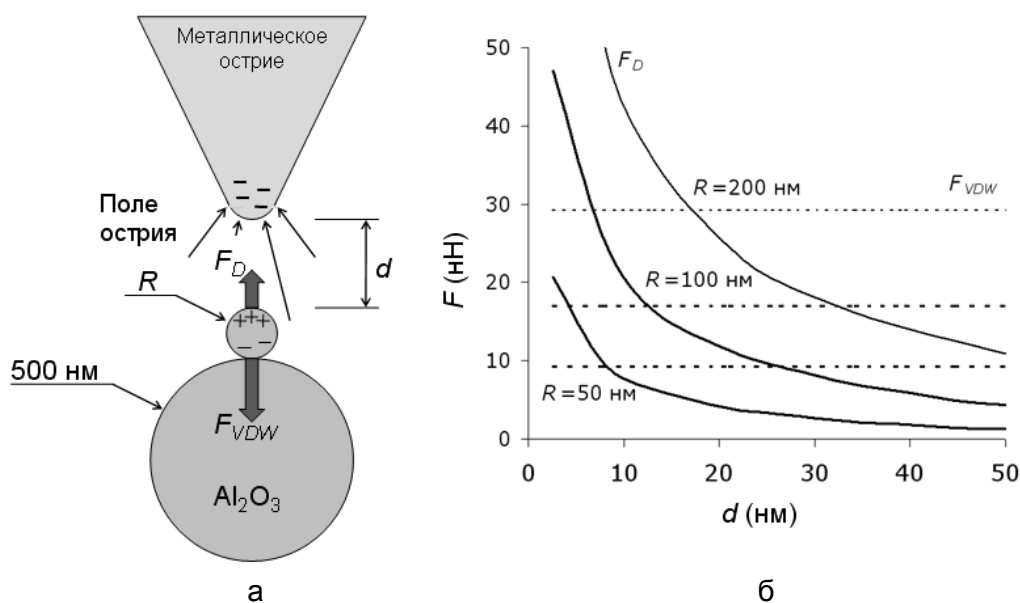 Металлическое
острие
Поле
острия
F_D
d
R
500 нм
F_VDW
Al₂O₃
а
F (нН)
50
40
30
20
10
0
F_D
R=200 нм
F_VDW
R=100 нм
R=50 нм
0
10
20
30
40
50
d (нм)
б